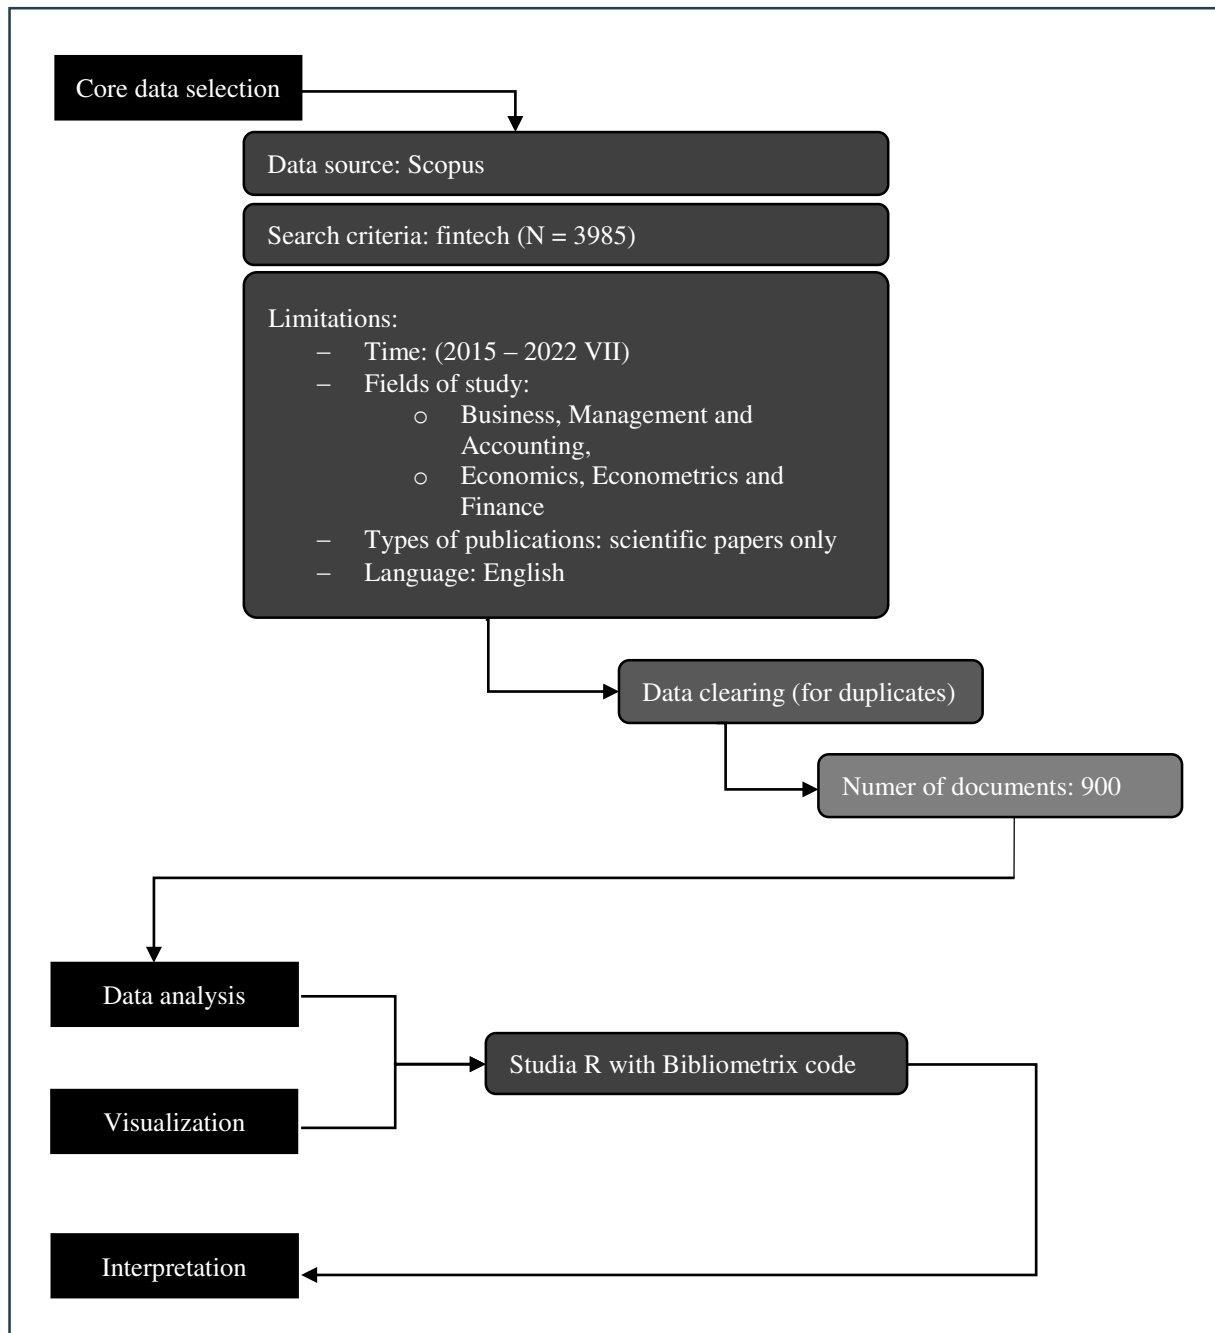 Core data selection
Data source: Scopus
Search criteria: fintech (N = 3985)
Limitations:
– Time: (2015 – 2022 VII)
– Fields of study:
o Business, Management and
Accounting,
o Economics, Econometrics and
Finance
– Types of publications: scientific papers only
– Language: English
Data clearing (for duplicates)
Numer of documents: 900
Data analysis
Studia R with Bibliometrix code
Visualization
Interpretation